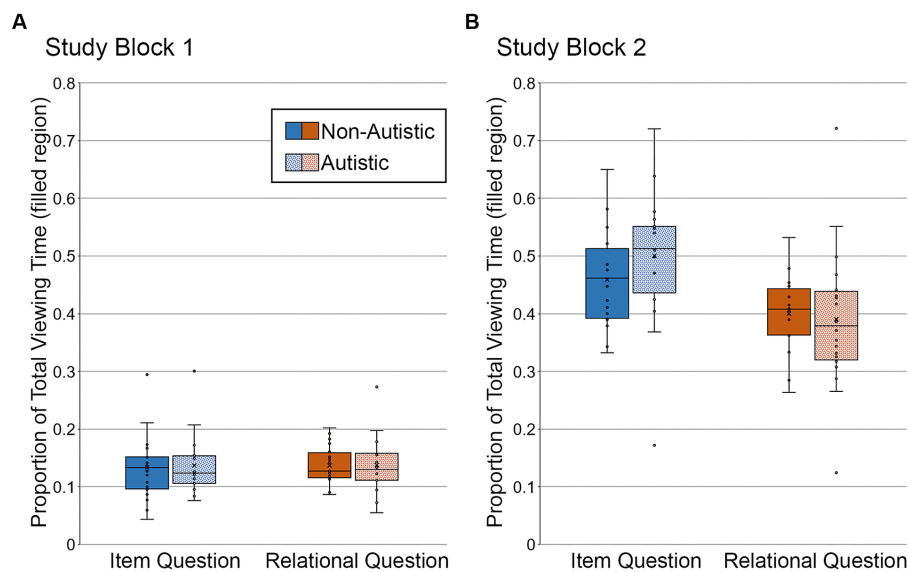 A
Study Block 1
Proportion of Total Viewing Time (filled region)
0.8
0.7
0.6
0.5
0.4
0.3
0.2
0.1
0
Non-Autistic
Autistic
Item Question
Relational Question
B
Study Block 2
Proportion of Total Viewing Time (filled region)
0.8
0.7
0.6
0.5
0.4
0.3
0.2
0.1
0
Item Question
Relational Question